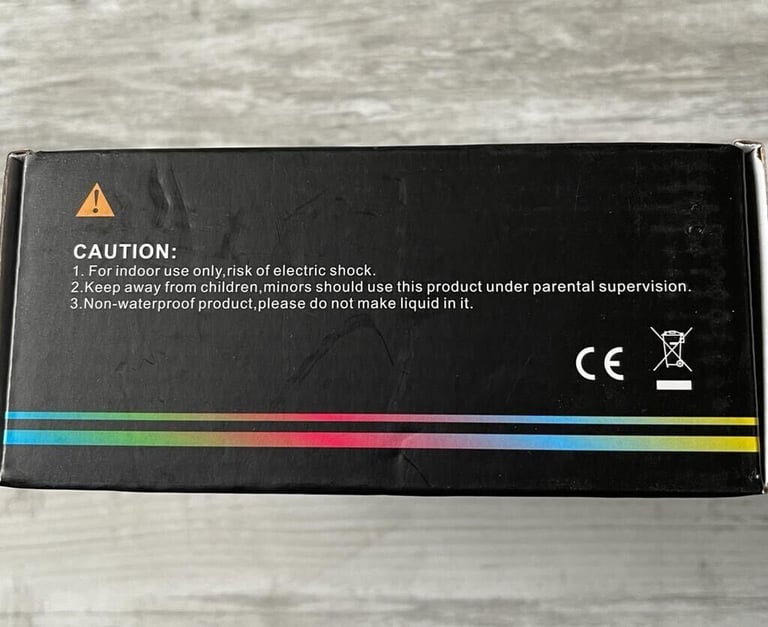 CAUTION:
1. For indoor use only,risk of electric shock.
2.Keep away from children,minors should use this product under parental supervision.
3.Non-waterproof product,please do not make liquid in it.
CE